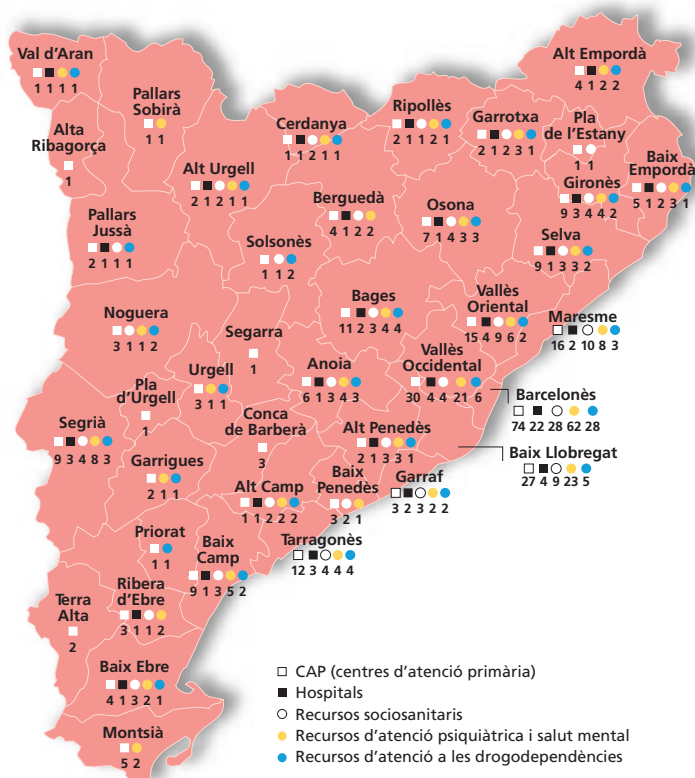 Val d'Aran
1 1 1 1
Pallars
Sobirà
1 1
Alta
Ribagorça
1
Alt Urgell
2 1 2 1 1
Cerdanya
1 1 2 1 1
Ripollès
2 1 1 2 1
Garrotxa
2 1 2 3 1
Alt Empordà
4 1 2 2
Pla
de l'Estany
1 1
Baix
Empordà
5 1 2 3 1
Gironès
9 3 4 4 2
Berguedà
4 1 2 2
Osona
7 1 4 3 3
Selva
9 1 3 3 2
Pallars
Jussà
2 1 1 1
Solsonès
1 1 2
Bages
11 2 3 4 4
Vallès
Oriental
15 4 9 6 2
Maresme
16 2 10 8 3
Noguera
3 1 1 2
Segarra
1
Anoia
6 1 3 4 3
Vallès
Occidental
30 4 4 21 6
Barcelonès
74 22 28 62 28
Urgell
3 1 1
Pla
d'Urgell
1
Segrià
9 3 4 8 3
Conca
de Barberà
3
Alt Penedès
2 1 3 3 1
Baix Llobregat
27 4 9 23 5
Garrigues
2 1 1
Alt Camp
1 1 2 2 2
Baix
Penedès
3 2 1
Garraf
3 2 3 2 2
Priorat
1 1
Baix
Camp
9 1 3 5 2
Tarragonès
12 3 4 4 4
Ribera
d'Ebre
3 1 1 2
Terra
Alta
2
Baix Ebre
4 1 3 2 1
Montsià
5 2
CAP (centres d'atenció primària)
Hospitals
Recursos sociosanitaris
Recursos d'atenció psiquiàtrica i salut mental
Recursos d'atenció a les drogodependències